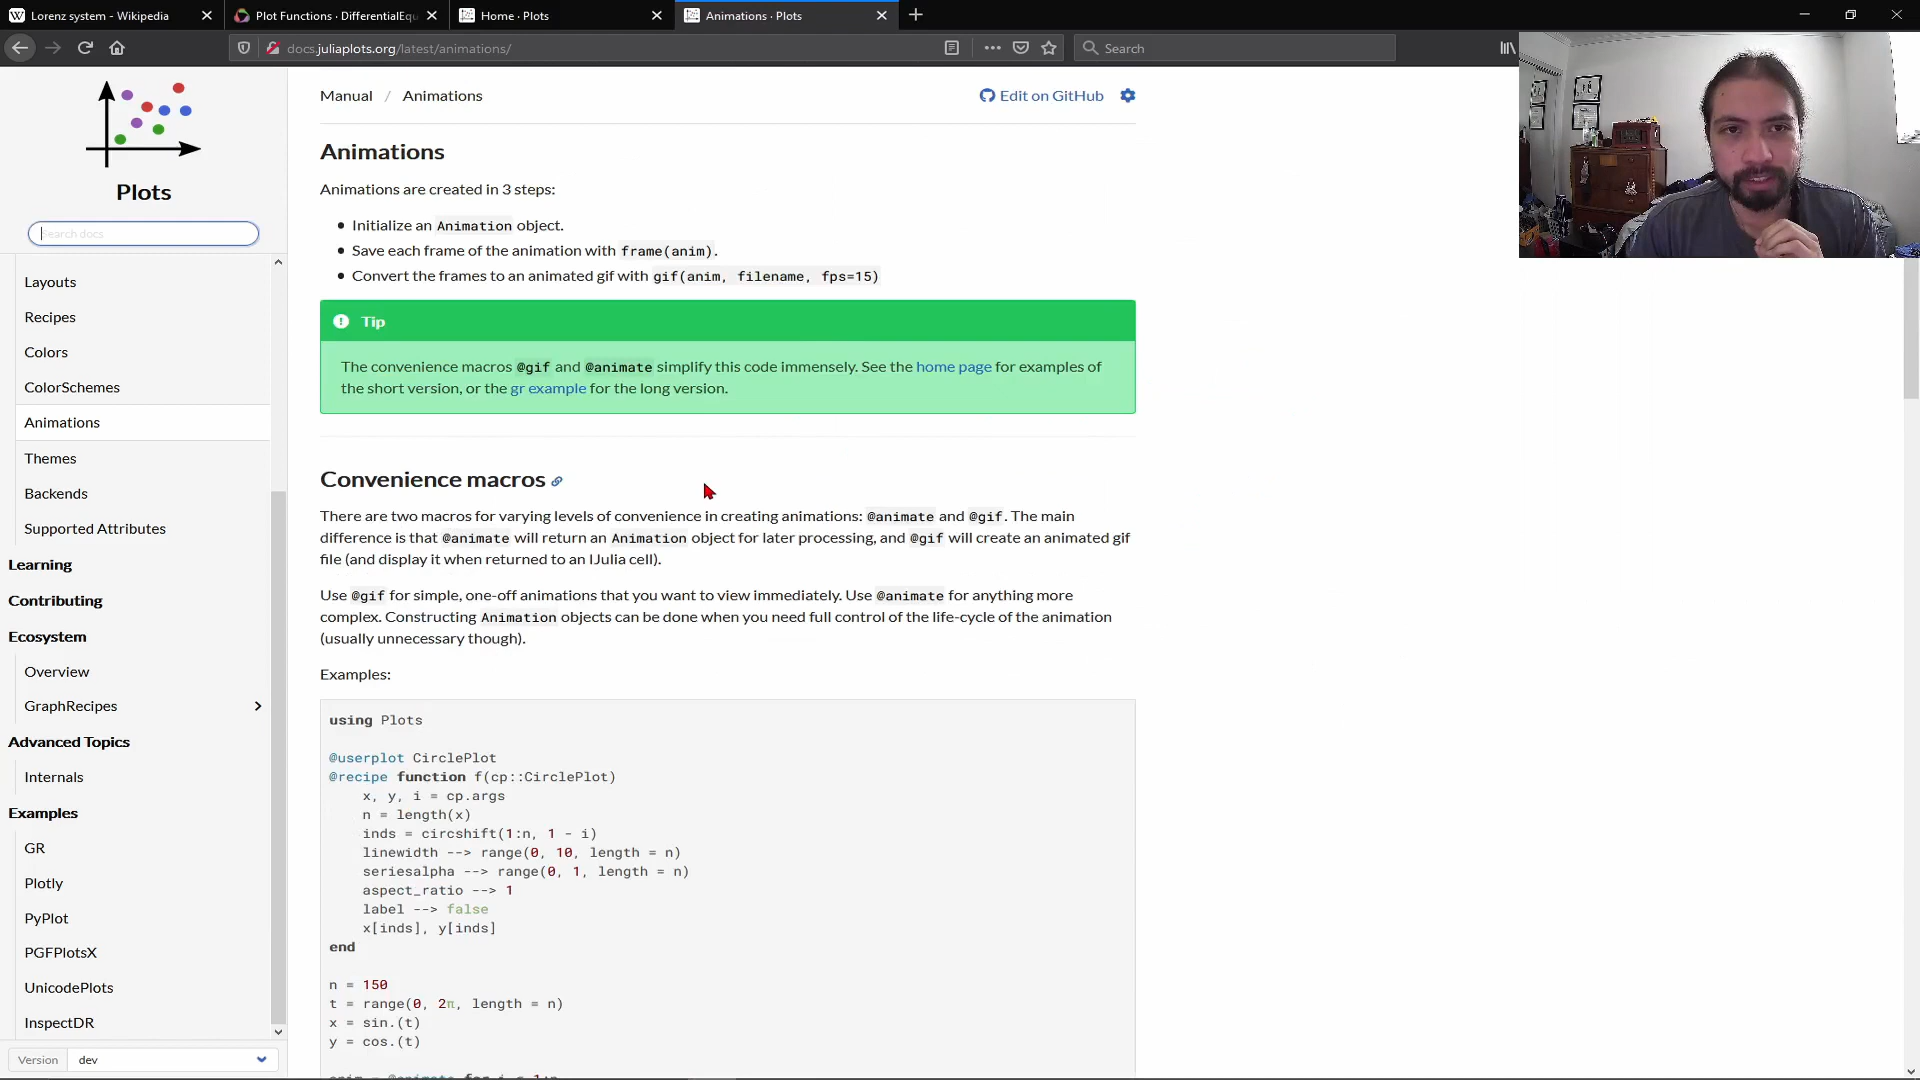 Lorenz system - Wikipedia
Plot Functions · DifferentialEqu
Home · Plots
Animations · Plots
docs.juliaplots.org/latest/animations/
Search
Plots
Search docs
Layouts
Recipes
Colors
ColorSchemes
Animations
Themes
Backends
Supported Attributes
Learning
Contributing
Ecosystem
Overview
GraphRecipes
Advanced Topics
Internals
Examples
GR
Plotly
PyPlot
PGFPlotsX
UnicodePlots
InspectDR
Version dev
Manual / Animations
Edit on GitHub
Animations
Animations are created in 3 steps:
Initialize an Animation object.
Save each frame of the animation with frame(anim).
Convert the frames to an animated gif with gif(anim, filename, fps=15)
Tip
The convenience macros @gif and @animate simplify this code immensely. See the home page for examples of
the short version, or the gr example for the long version.
Convenience macros
There are two macros for varying levels of convenience in creating animations: @animate and @gif. The main
difference is that @animate will return an Animation object for later processing, and @gif will create an animated gif
file (and display it when returned to an IJulia cell).
Use @gif for simple, one-off animations that you want to view immediately. Use @animate for anything more
complex. Constructing Animation objects can be done when you need full control of the life-cycle of the animation
(usually unnecessary though).
Examples:
using Plots
@userplot CirclePlot
@recipe function f(cp::CirclePlot)
x, y, i = cp.args
n = length(x)
inds = circshift(1:n, 1 - i)
linewidth --> range(0, 10, length = n)
seriesalpha --> range(0, 1, length = n)
aspect_ratio --> 1
label --> false
x[inds], y[inds]
end
n = 150
t = range(0, 2π, length = n)
x = sin.(t)
y = cos.(t)
anim = @animate for i ∈ 1:n